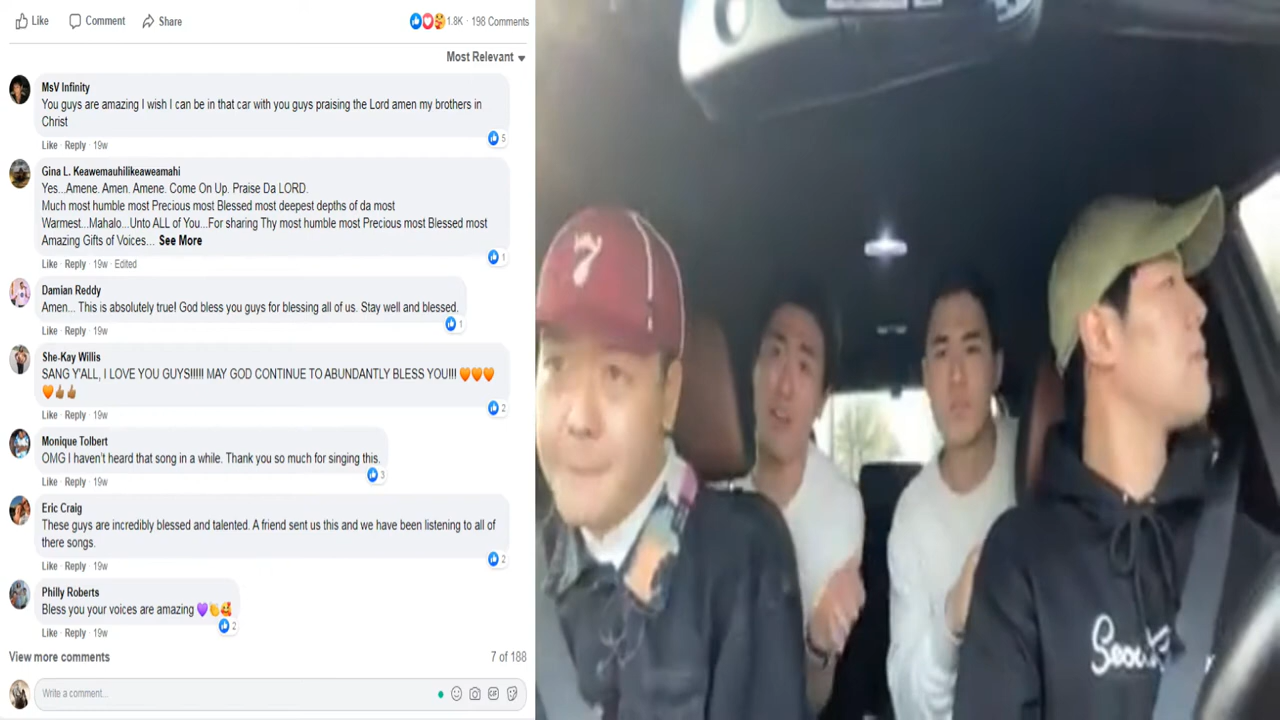 Like Comment Share 1.8K · 198 Comments
Most Relevant
MsV Infinity
You guys are amazing I wish I can be in that car with you guys praising the Lord amen my brothers in
Christ
5
Like · Reply · 19w
Gina L. Keawemauhilikeaweamahi
Yes...Amene. Amen. Amene. Come On Up. Praise Da LORD.
Much most humble most Precious most Blessed most deepest depths of da most
Warmest...Mahalo...Unto ALL of You...For sharing Thy most humble most Precious most Blessed most
Amazing Gifts of Voices... See More
1
Like · Reply · 19w · Edited
Damian Reddy
Amen... This is absolutely true! God bless you guys for blessing all of us. Stay well and blessed.
1
Like · Reply · 19w
She-Kay Willis
SANG Y'ALL, I LOVE YOU GUYS!!!!! MAY GOD CONTINUE TO ABUNDANTLY BLESS YOU!!! 🧡🧡🧡
🧡👍🏾👍🏾
2
Like · Reply · 19w
Monique Tolbert
OMG I haven't heard that song in a while. Thank you so much for singing this.
3
Like · Reply · 19w
Eric Craig
These guys are incredibly blessed and talented. A friend sent us this and we have been listening to all of
there songs.
2
Like · Reply · 19w
Philly Roberts
Bless you your voices are amazing 💜👏🥰
2
Like · Reply · 19w
View more comments 7 of 188
Write a comment...
GIF
7